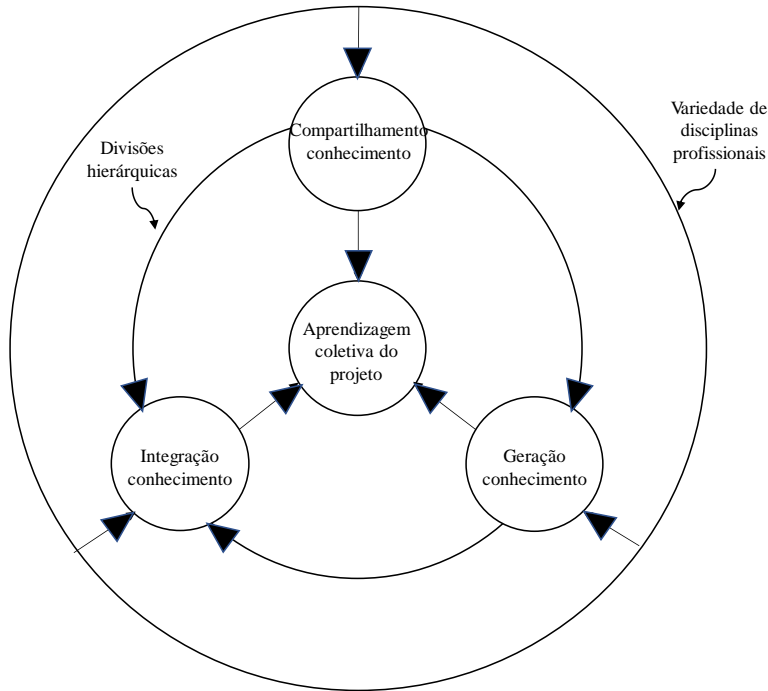 Compartilhamento
conhecimento
Variedade de
disciplinas
profissionais
Divisões
hierárquicas
Aprendizagem
coletiva do
projeto
Integração
conhecimento
Geração
conhecimento